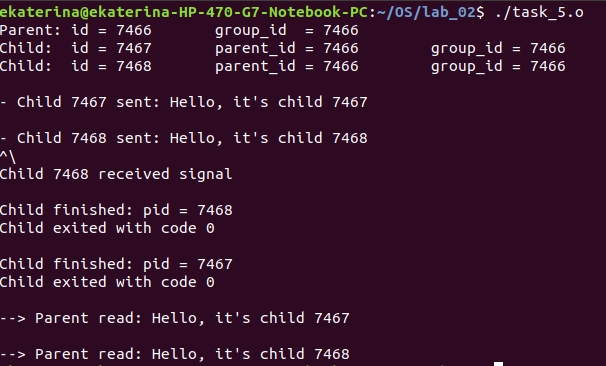 ekaterina@ekaterina-HP-470-G7-Notebook-PC:~/OS/lab_02$ ./task_5.o
Parent: id = 7466 group_id  = 7466
Child:  id = 7467 parent_id = 7466 group_id = 7466
Child:  id = 7468 parent_id = 7466 group_id = 7466
- Child 7467 sent: Hello, it's child 7467
- Child 7468 sent: Hello, it's child 7468
^\
Child 7468 received signal
Child finished: pid = 7468
Child exited with code 0
Child finished: pid = 7467
Child exited with code 0
--> Parent read: Hello, it's child 7467
--> Parent read: Hello, it's child 7468